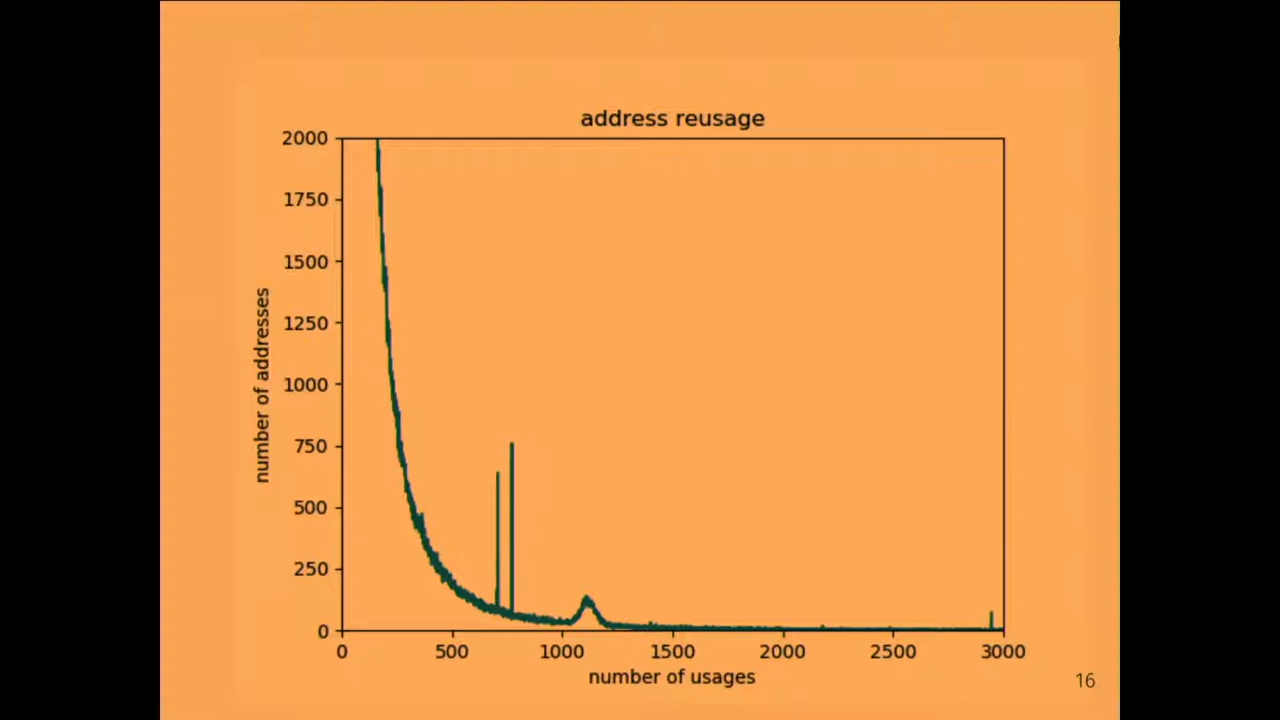 address reusage
2000
1750
1500
1250
1000
750
500
250
0
number of addresses
0 500 1000 1500 2000 2500 3000
number of usages
16